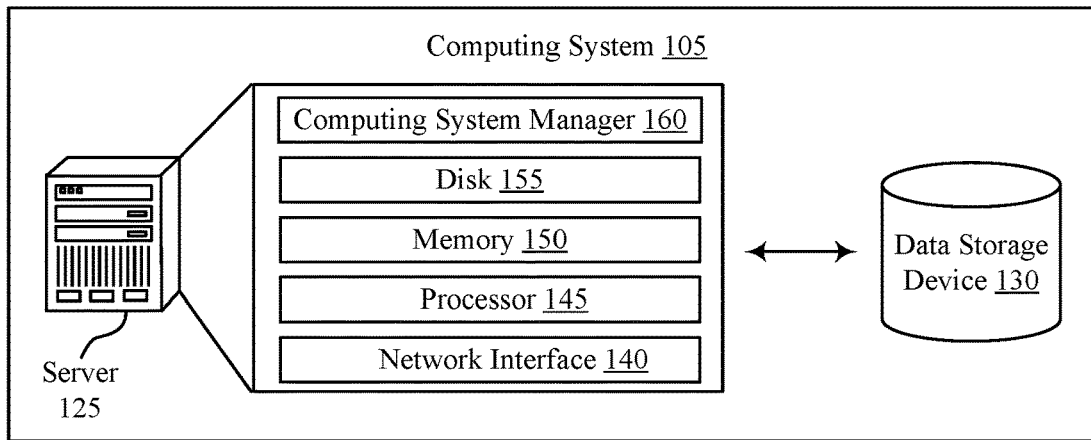 Computing System 105
Computing System Manager 160
Disk 155
Memory 150
Processor 145
Network Interface 140
Server
125
Data Storage
Device 130